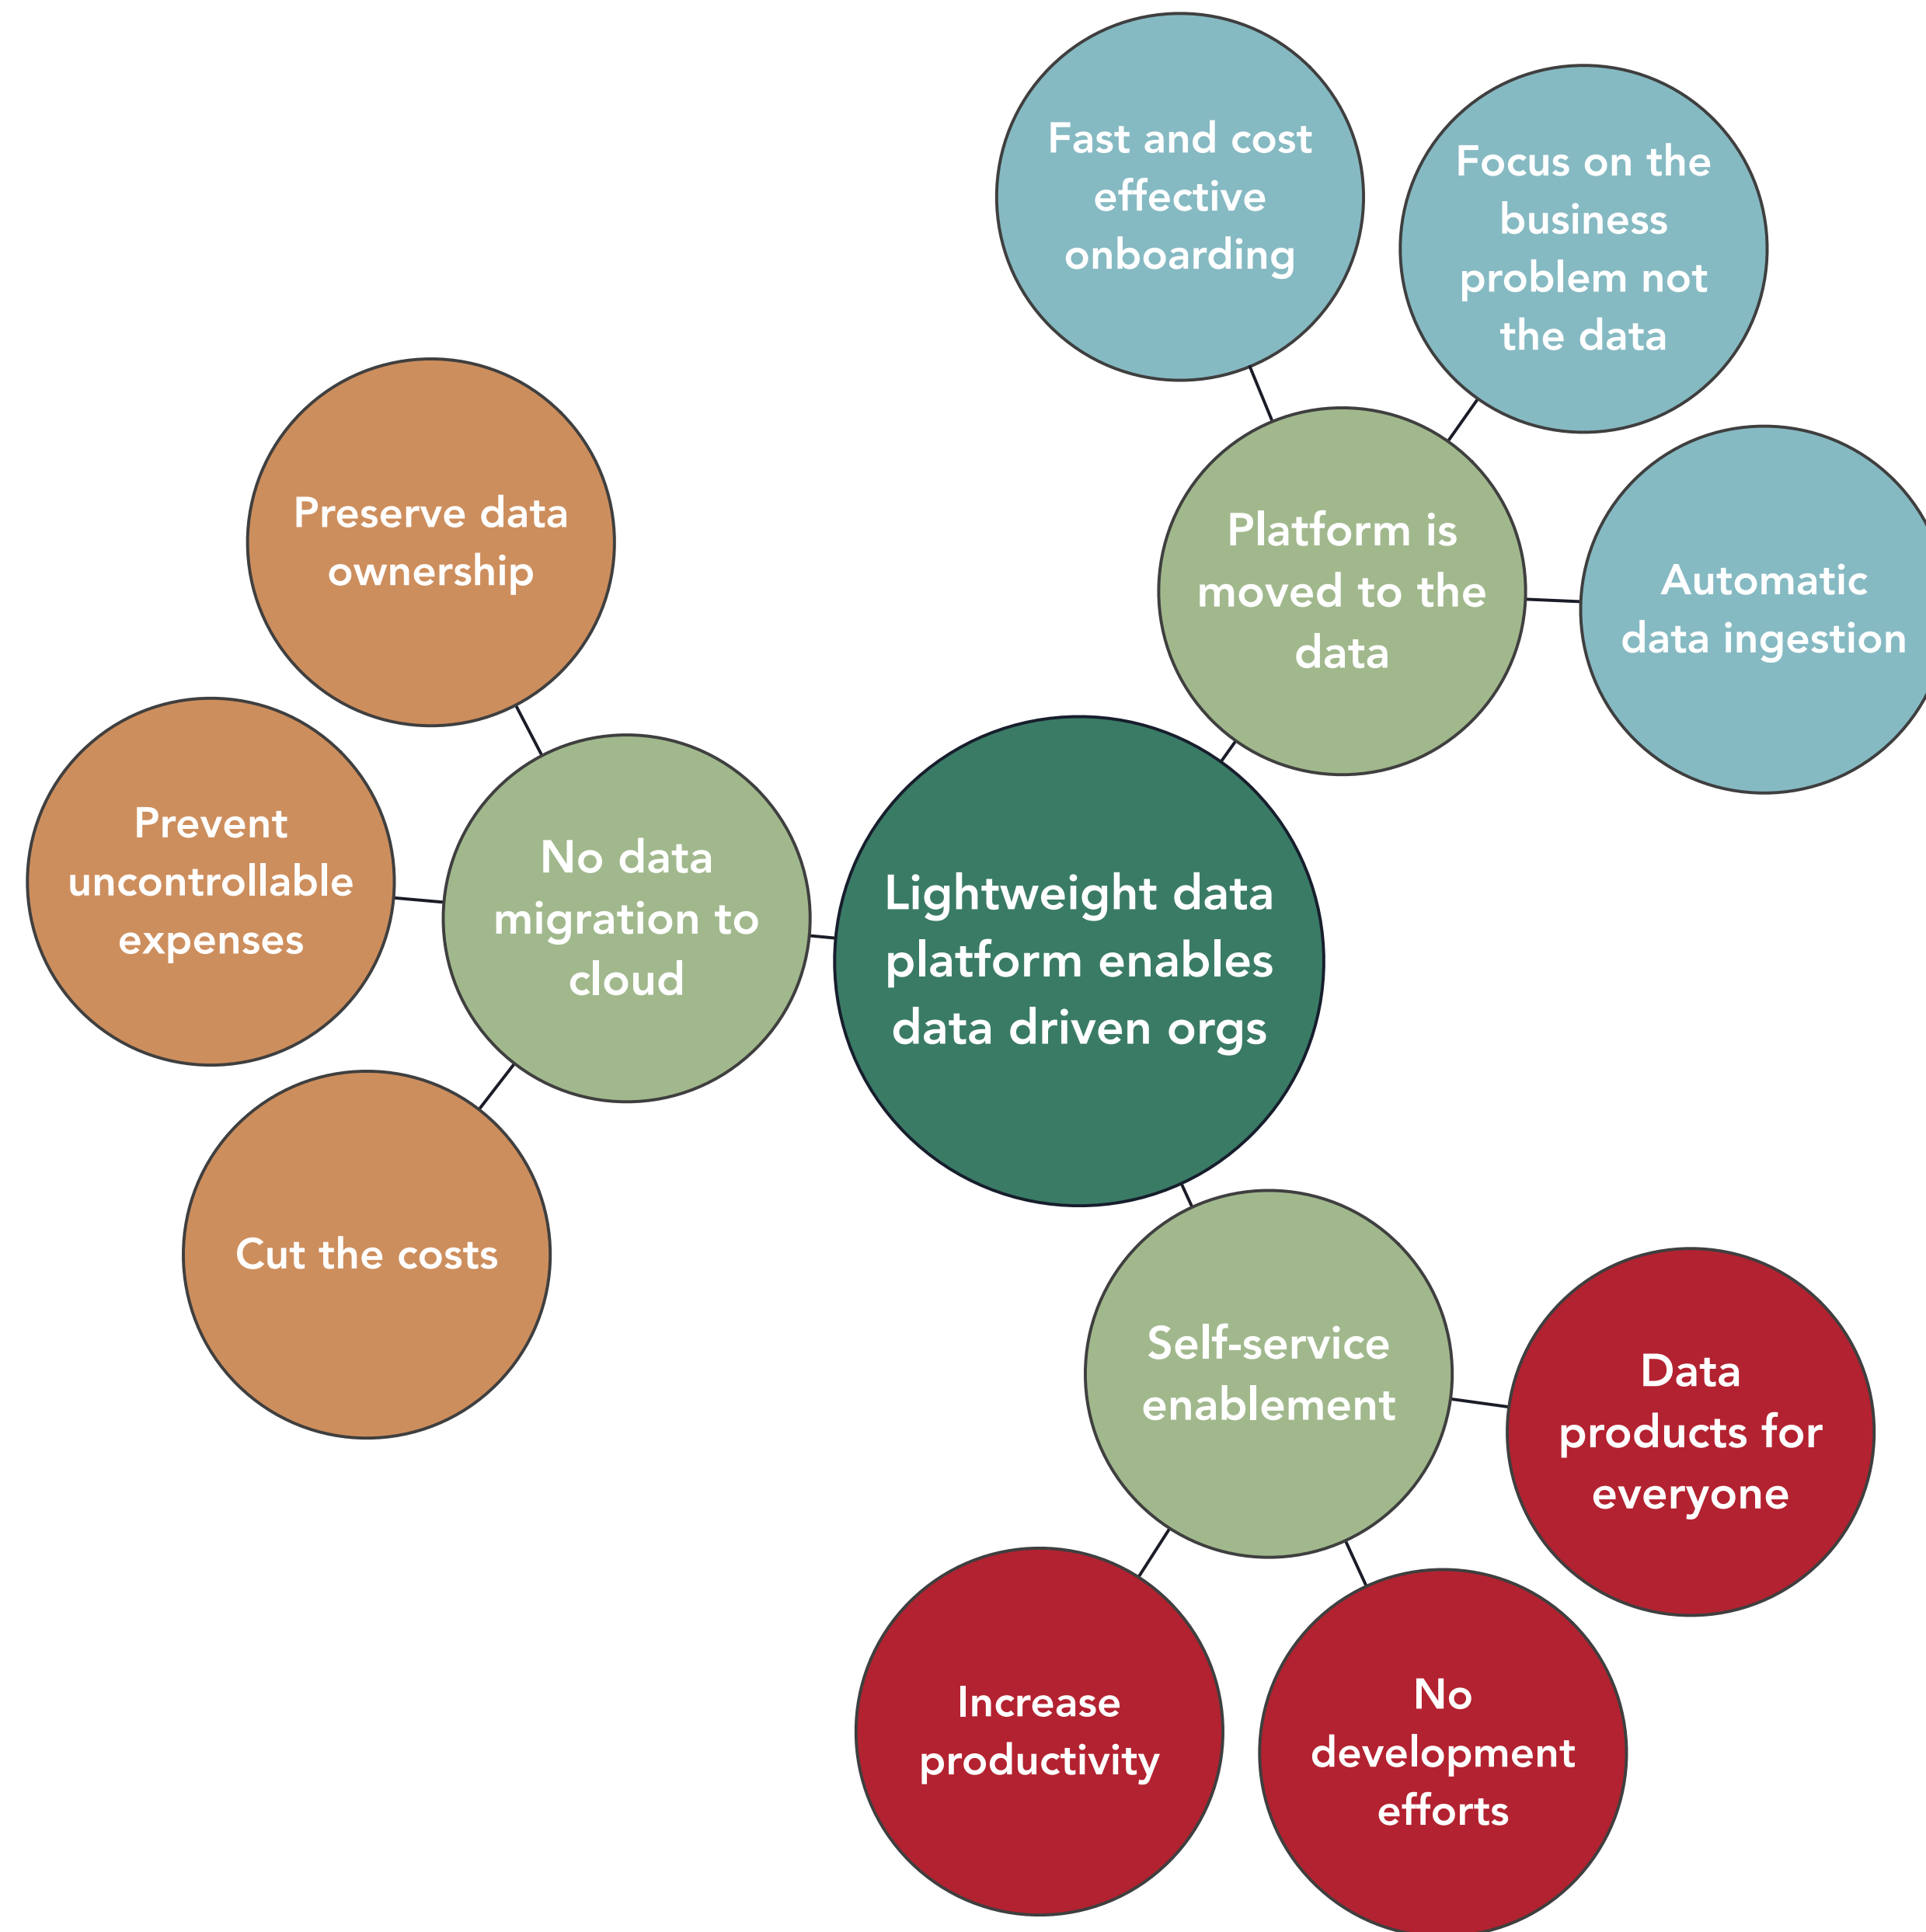 Fast and cost
effective
onboarding
Focus on the
business
problem not
the data
Preserve data
ownership
Platform is
moved to the
data
Automatic
data ingestion
Prevent
uncontrollable
expenses
No data
migration to
cloud
Lightweight data
platform enables
data driven orgs
Cut the costs
Self-service
enablement
Data
products for
everyone
Increase
productivity
No
development
efforts